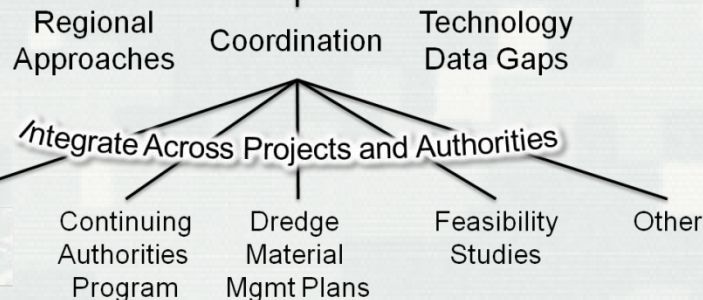 Regional
Approaches
Coordination
Technology
Data Gaps
Integrate Across Projects and Authorities
Continuing
Authorities
Program
Dredge
Material
Mgmt Plans
Feasibility
Studies
Other